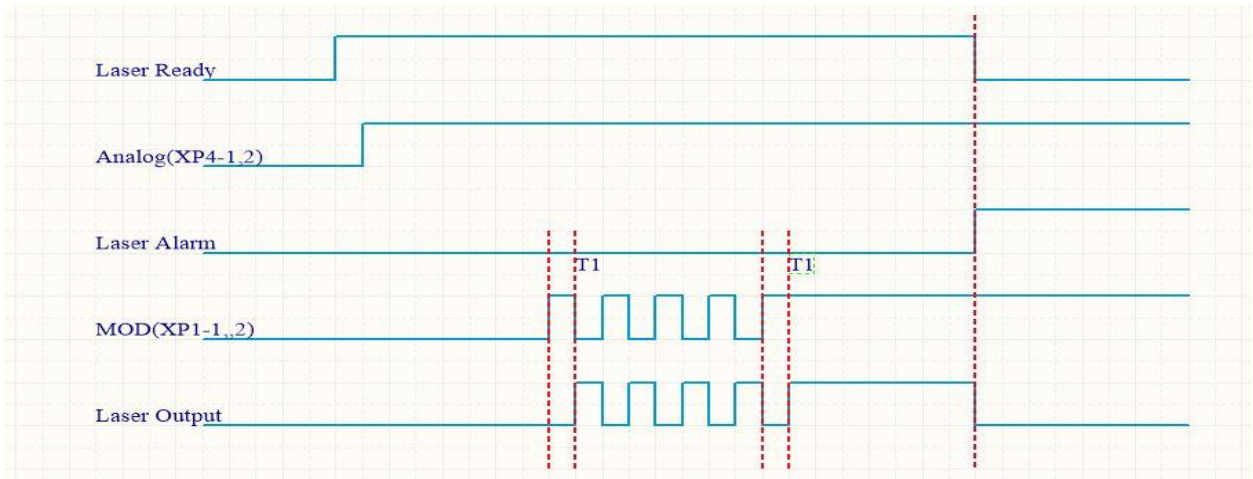 Laser Ready
Analog(XP4-1,2)
Laser Alarm
T1
T1
MOD(XP1-1,,2)
Laser Output